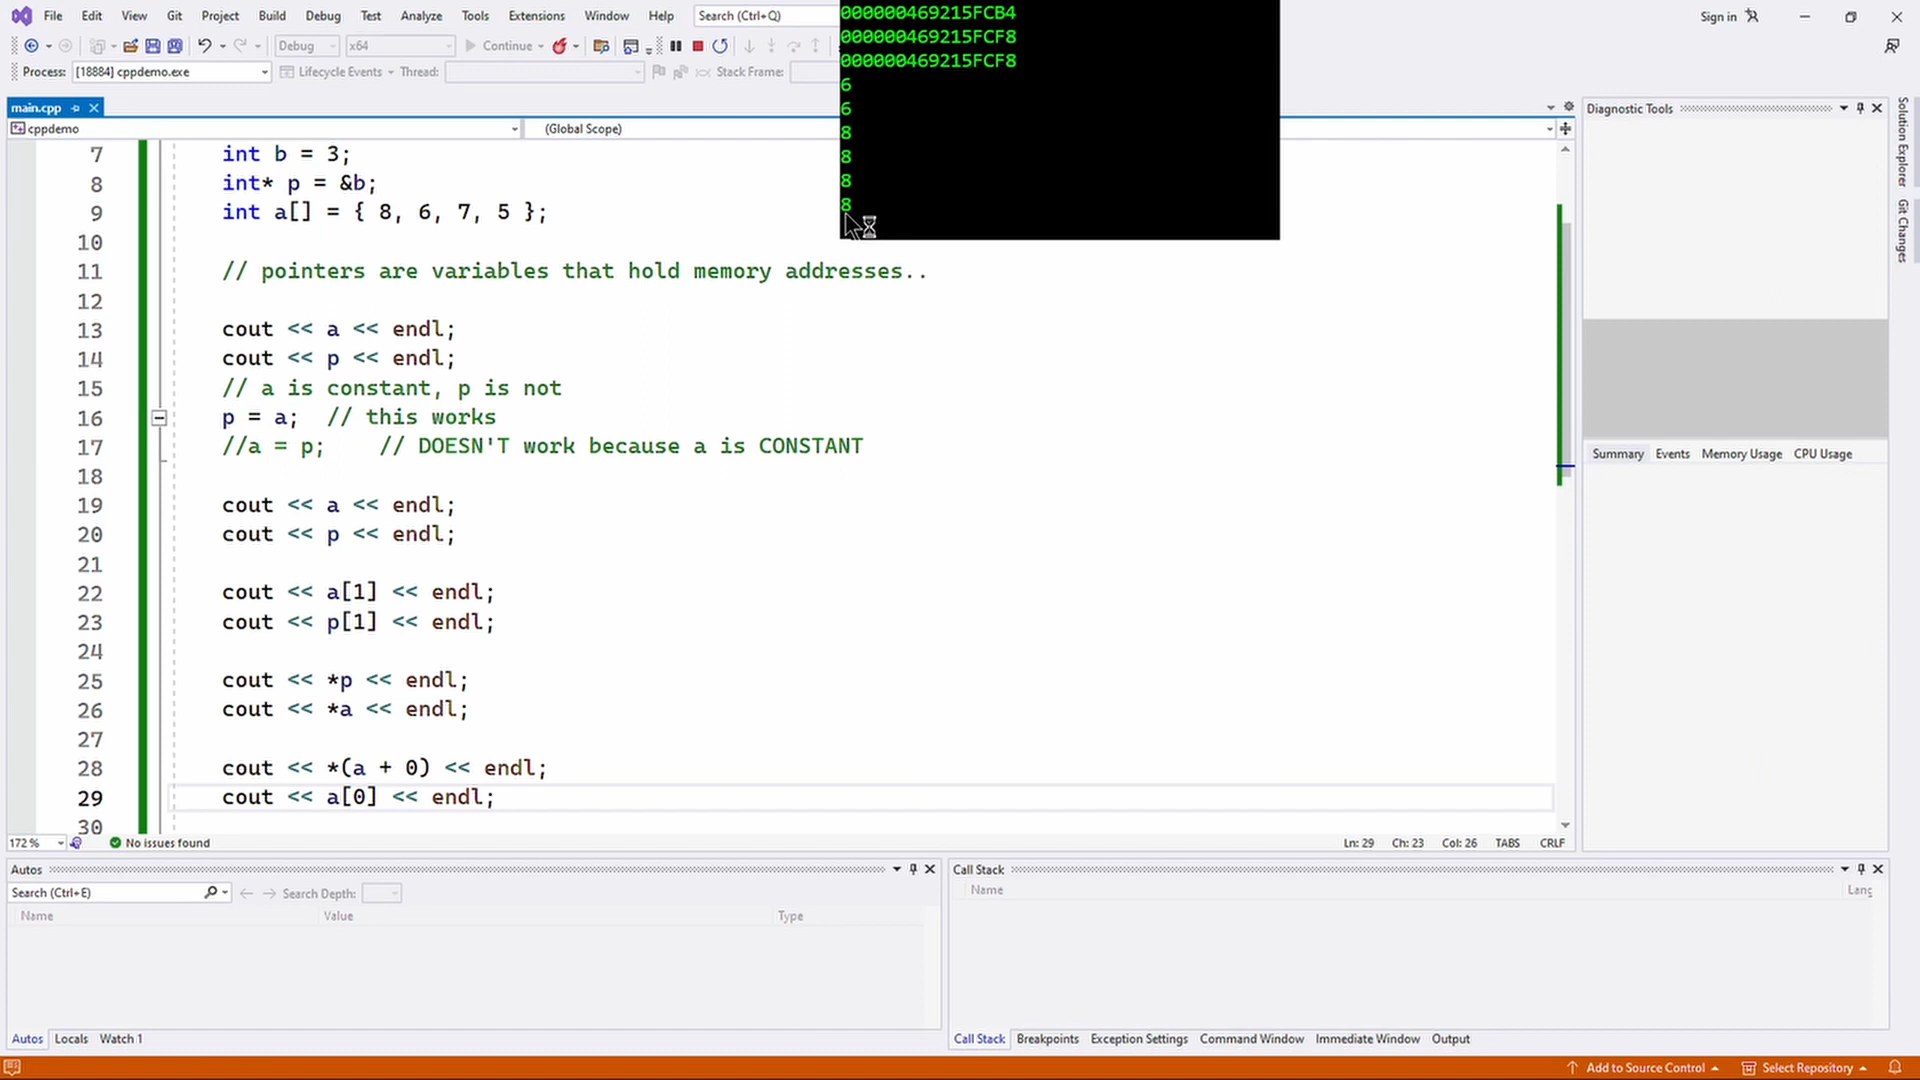 File Edit View Git Project Build Debug Test Analyze Tools Extensions Window Help Search (Ctrl+Q) Sign in
Debug x64 Continue
Process: [18884] cppdemo.exe Lifecycle Events Thread: Stack Frame:
000000469215FCB4
000000469215FCF8
000000469215FCF8
6
6
8
8
8
8
main.cpp
cppdemo (Global Scope)
7 int b = 3;
8 int* p = &b;
9 int a[] = { 8, 6, 7, 5 };
10
11 // pointers are variables that hold memory addresses..
12
13 cout << a << endl;
14 cout << p << endl;
15 // a is constant, p is not
16 p = a; // this works
17 //a = p; // DOESN'T work because a is CONSTANT
18
19 cout << a << endl;
20 cout << p << endl;
21
22 cout << a[1] << endl;
23 cout << p[1] << endl;
24
25 cout << *p << endl;
26 cout << *a << endl;
27
28 cout << *(a + 0) << endl;
29 cout << a[0] << endl;
30
172 % No issues found Ln: 29 Ch: 23 Col: 26 TABS CRLF
Diagnostic Tools
Summary Events Memory Usage CPU Usage
Solution Explorer
Git Changes
Autos
Search (Ctrl+E) Search Depth:
Name Value Type
Autos Locals Watch 1
Call Stack
Name Lang
Call Stack Breakpoints Exception Settings Command Window Immediate Window Output
Add to Source Control Select Repository